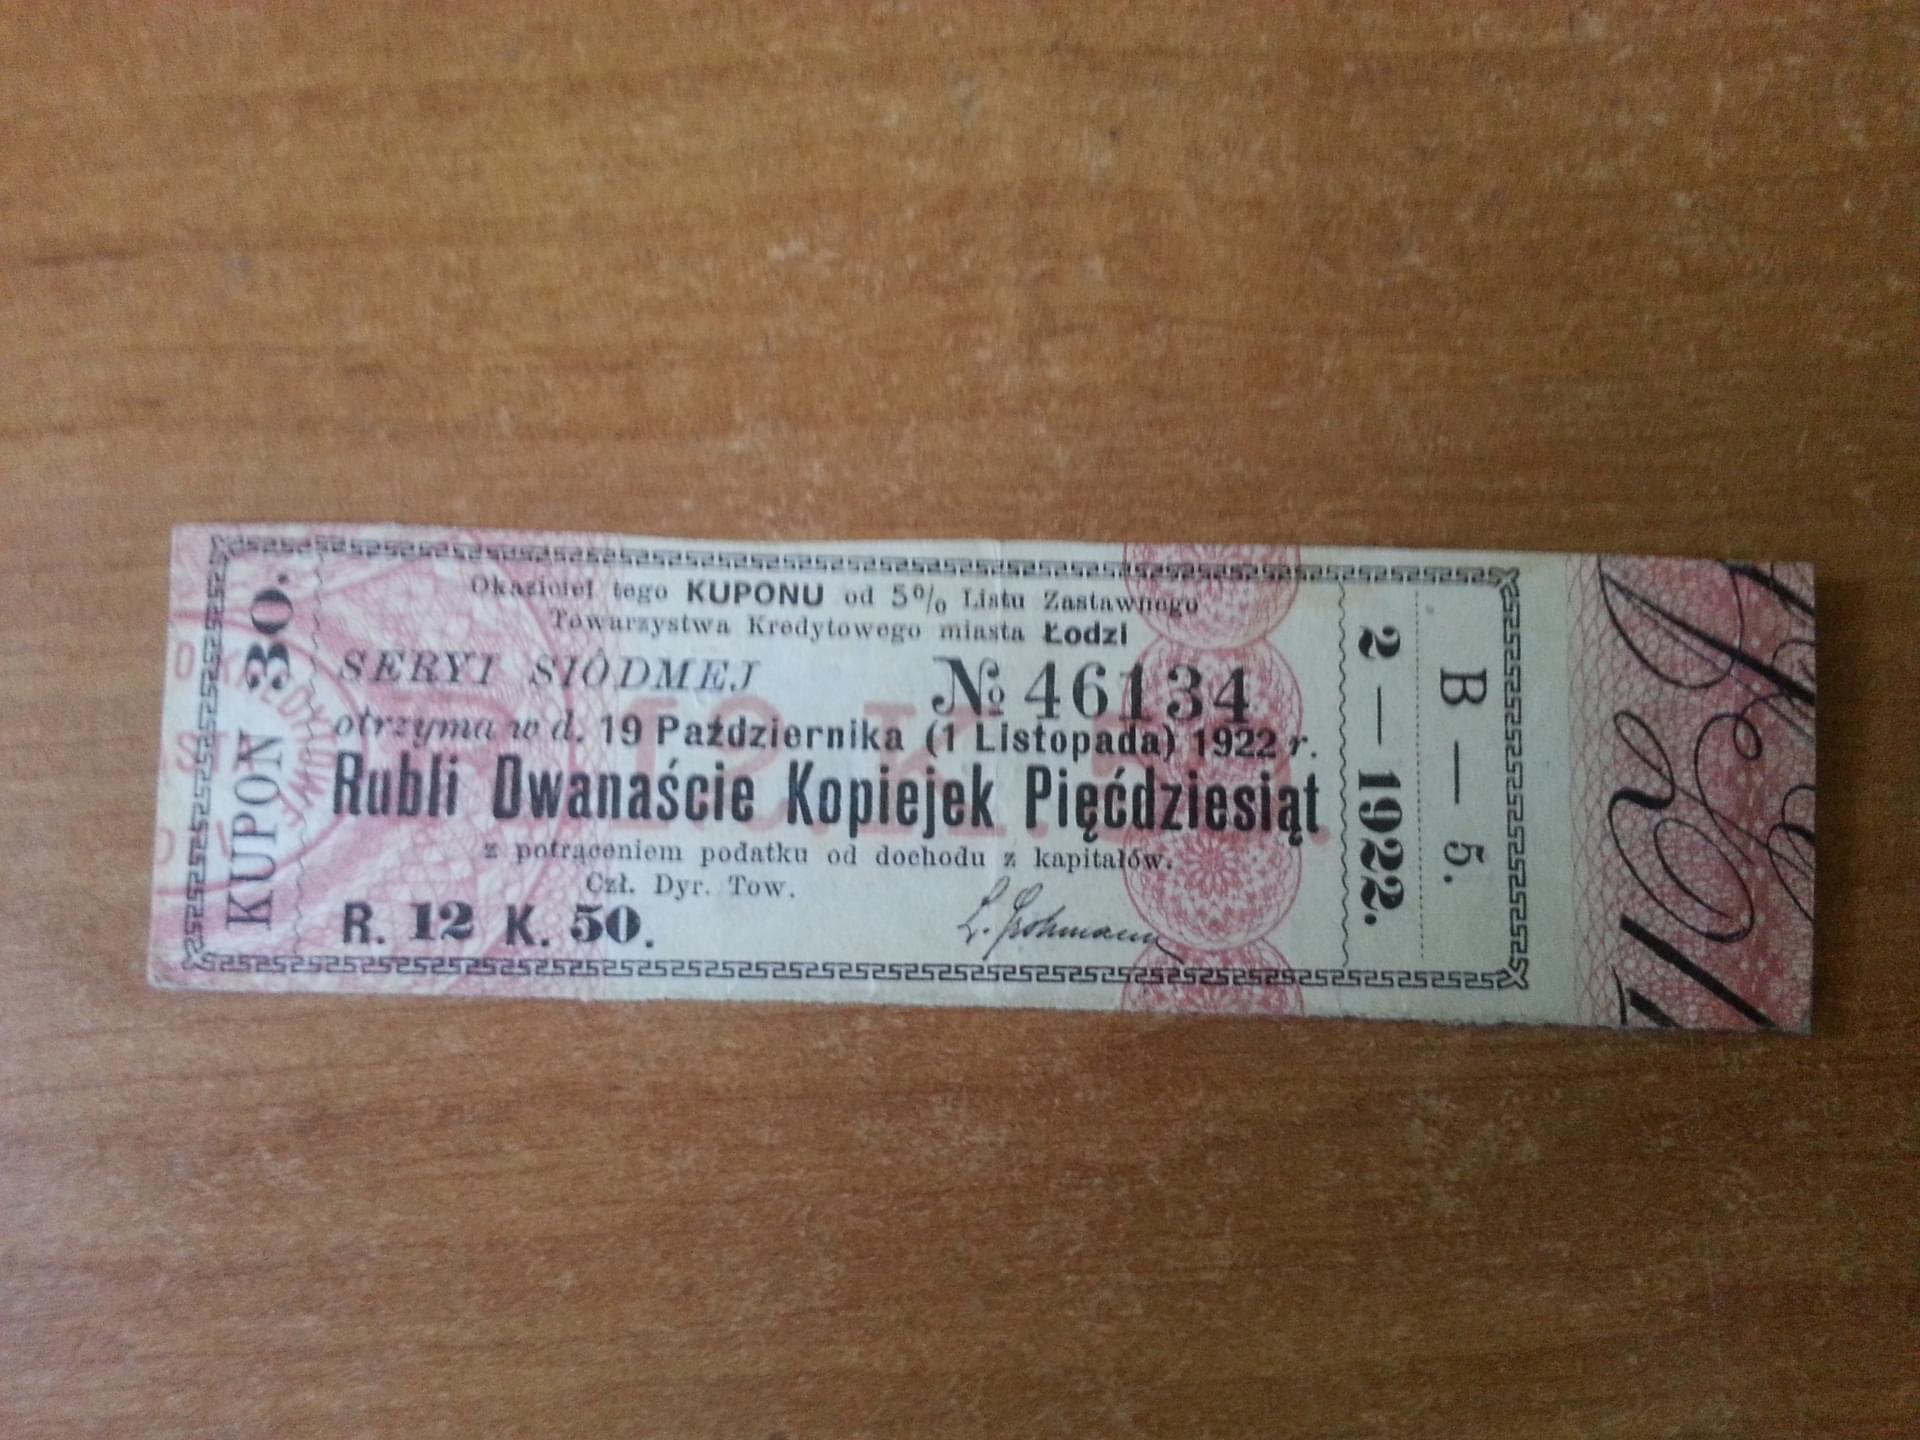 Okaziciel tego KUPONU od 5% Listu Zastawnego
Towarzystwa Kredytowego miasta Łodzi
SERYI SIÓDMEJ № 46134
otrzyma w d. 19 Października (1 Listopada) 1922 r.
Rubli Dwanaście Kopiejek Pięćdziesiąt
z potrąceniem podatku od dochodu z kapitałów.
Czł. Dyr. Tow.
R. 12 K. 50. L. Grohmann
KUPON 30.
2 — 1922.
B — 5.